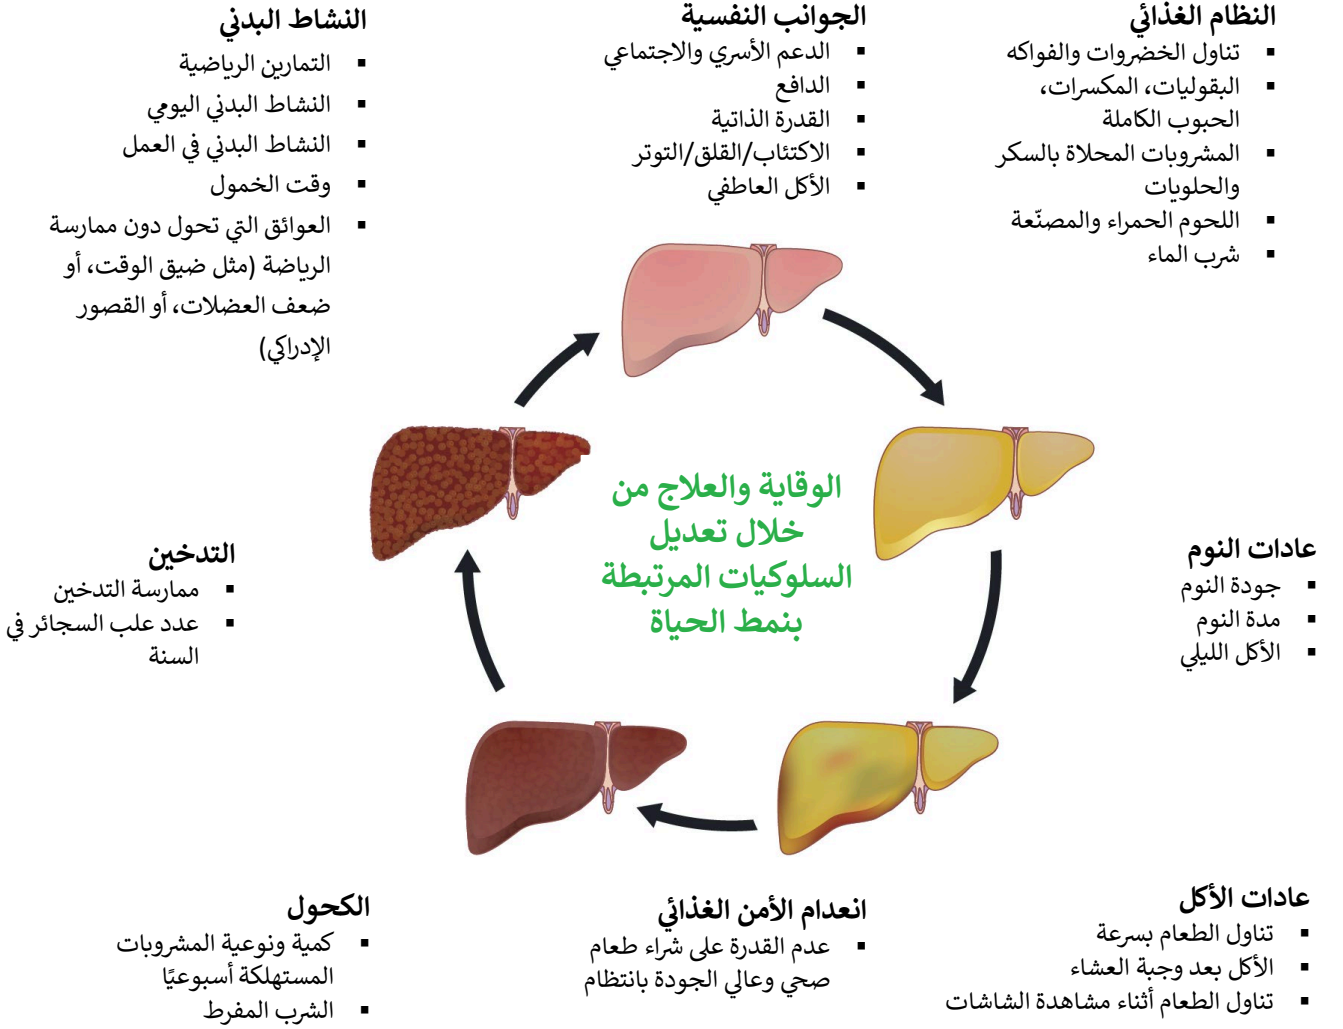 النظام الغذائي
▪ تناول الخضروات والفواكه
▪ البقوليات، المكسرات،
الحبوب الكاملة
▪ المشروبات المحلاة بالسكر
والحلويات
▪ اللحوم الحمراء والمصنّعة
▪ شرب الماء
الجوانب النفسية
▪ الدعم الأسري والاجتماعي
▪ الدافع
▪ القدرة الذاتية
▪ الاكتئاب/القلق/التوتر
▪ الأكل العاطفي
النشاط البدني
▪ التمارين الرياضية
▪ النشاط البدني اليومي
▪ النشاط البدني في العمل
▪ وقت الخمول
▪ العوائق التي تحول دون ممارسة
الرياضة (مثل ضيق الوقت، أو
ضعف العضلات، أو القصور
الإدراكي)
الوقاية والعلاج من
خلال تعديل
السلوكيات المرتبطة
بنمط الحياة
عادات النوم
▪ جودة النوم
▪ مدة النوم
▪ الأكل الليلي
التدخين
▪ ممارسة التدخين
▪ عدد علب السجائر في
السنة
عادات الأكل
▪ تناول الطعام بسرعة
▪ الأكل بعد وجبة العشاء
▪ تناول الطعام أثناء مشاهدة الشاشات
انعدام الأمن الغذائي
▪ عدم القدرة على شراء طعام
صحي وعالي الجودة بانتظام
الكحول
▪ كمية ونوعية المشروبات
المستهلكة أسبوعيًا
▪ الشرب المفرط